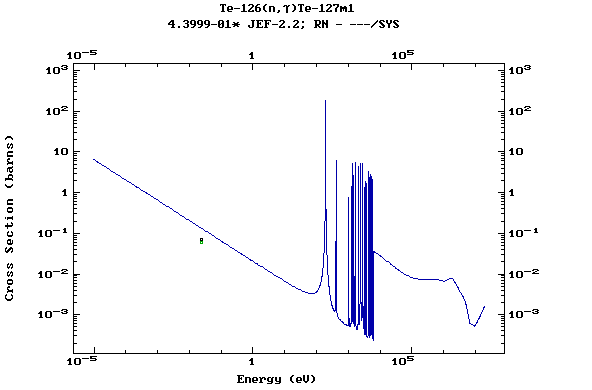 Te-126(n,γ)Te-127m1
4.3999-01* JEF-2.2; RN - ---/SYS
10⁻⁵ 1 10⁵
10³ 10³
10² 10²
10 10
1 1
10⁻¹ 10⁻¹
10⁻² 10⁻²
10⁻³ 10⁻³
10⁻⁵ 1 10⁵
Cross Section (barns)
Energy (eV)